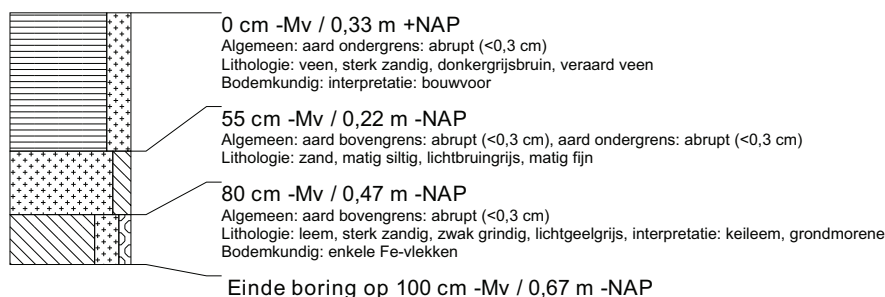 0 cm -Mv / 0,33 m +NAP
Algemeen: aard ondergrens: abrupt (<0,3 cm)
Lithologie: veen, sterk zandig, donkergrijsbruin, veraard veen
Bodemkundig: interpretatie: bouwvoor
55 cm -Mv / 0,22 m -NAP
Algemeen: aard bovengrens: abrupt (<0,3 cm), aard ondergrens: abrupt (<0,3 cm)
Lithologie: zand, matig siltig, lichtbruingrijs, matig fijn
80 cm -Mv / 0,47 m -NAP
Algemeen: aard bovengrens: abrupt (<0,3 cm)
Lithologie: leem, sterk zandig, zwak grindig, lichtgeelgrijs, interpretatie: keileem, grondmorene
Bodemkundig: enkele Fe-vlekken
Einde boring op 100 cm -Mv / 0,67 m -NAP